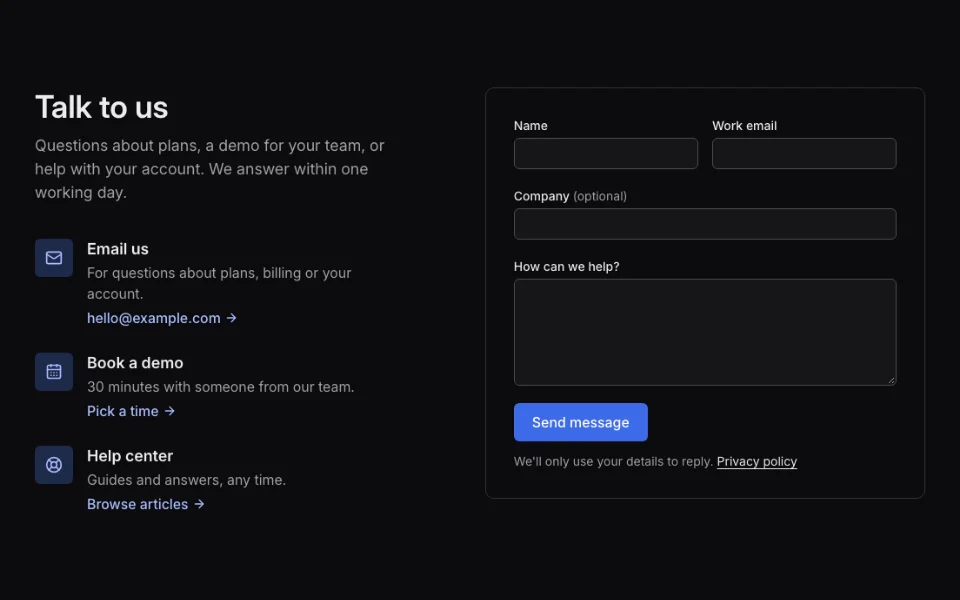 Talk to us
Questions about plans, a demo for your team, or
help with your account. We answer within one
working day.
Email us
For questions about plans, billing or your
account.
hello@example.com →
Book a demo
30 minutes with someone from our team.
Pick a time →
Help center
Guides and answers, any time.
Browse articles →
Name
Work email
Company (optional)
How can we help?
Send message
We'll only use your details to reply. Privacy policy